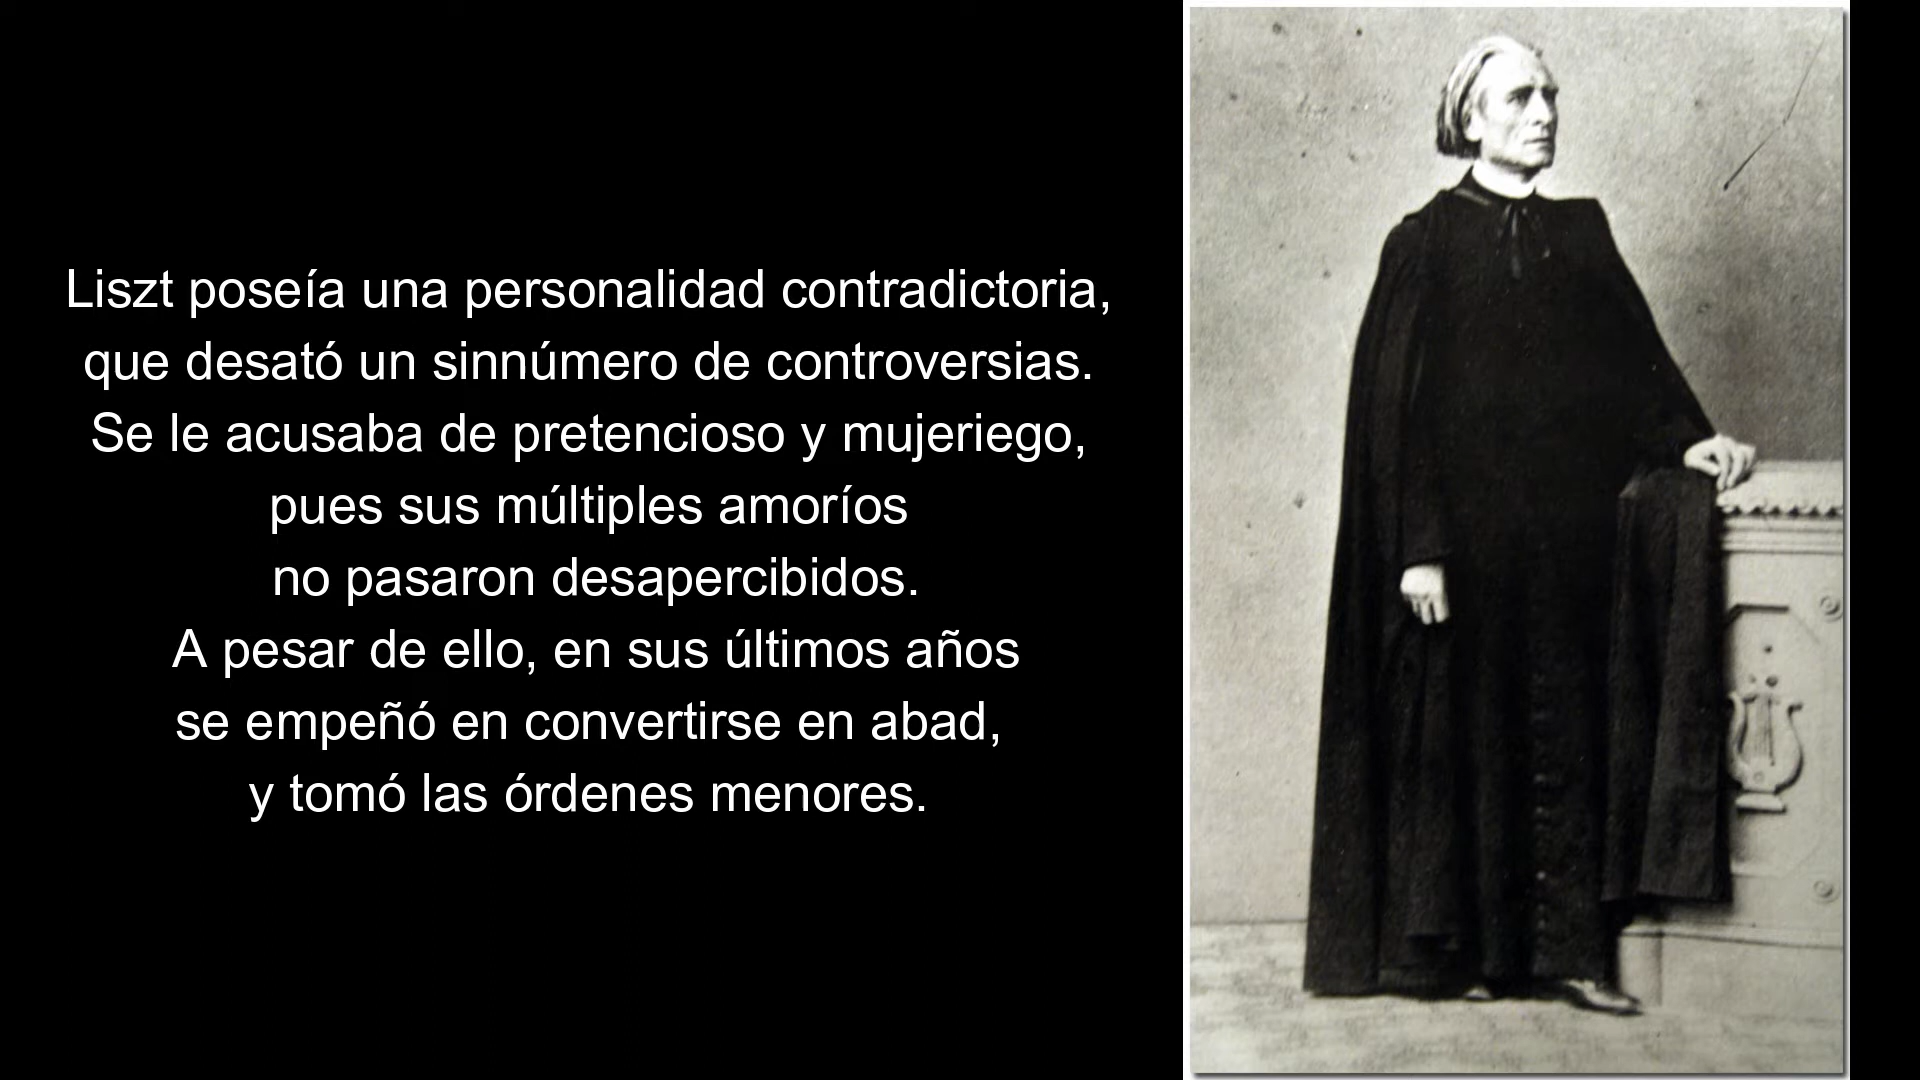 Liszt poseía una personalidad contradictoria,
que desató un sinnúmero de controversias.
Se le acusaba de pretencioso y mujeriego,
pues sus múltiples amoríos
no pasaron desapercibidos.
A pesar de ello, en sus últimos años
se empeñó en convertirse en abad,
y tomó las órdenes menores.